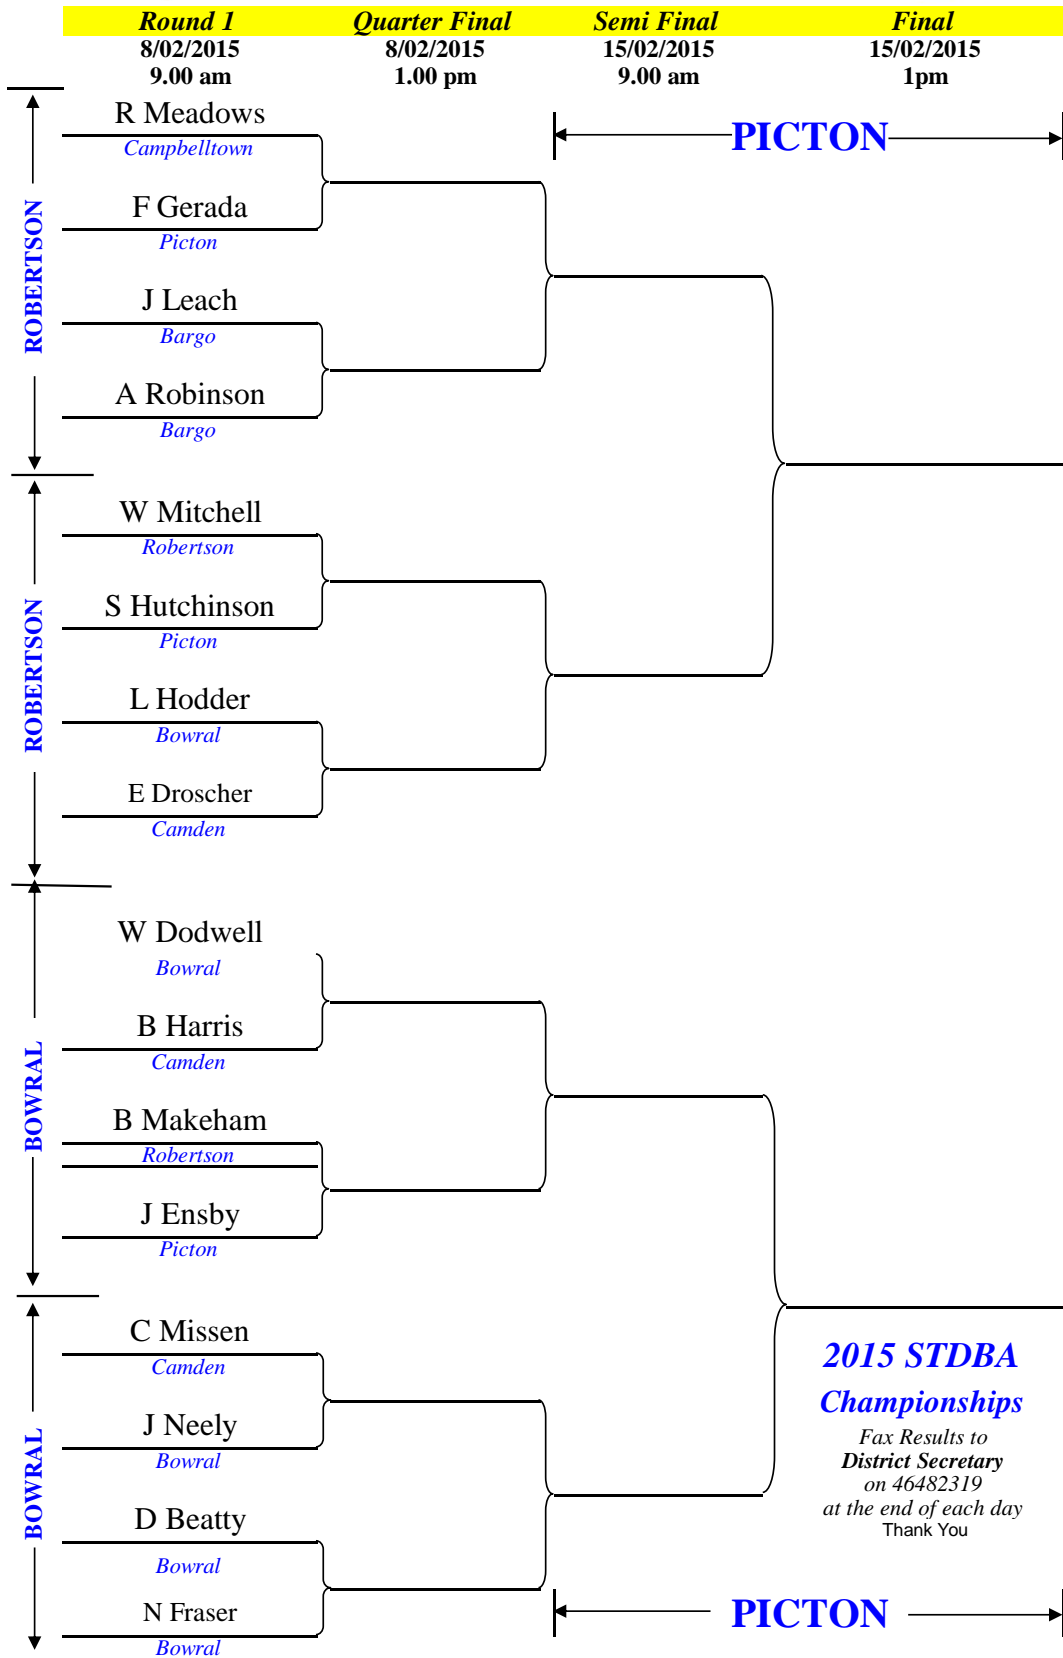 Round 1 Quarter Final Semi Final Final
8/02/2015 8/02/2015 15/02/2015 15/02/2015
9.00 am 1.00 pm 9.00 am 1pm
R Meadows
Campbelltown
PICTON
F Gerada
Picton
ROBERTSON
J Leach
Bargo
A Robinson
Bargo
W Mitchell
Robertson
S Hutchinson
Picton
ROBERTSON
L Hodder
Bowral
E Droscher
Camden
W Dodwell
Bowral
B Harris
Camden
BOWRAL
B Makeham
Robertson
J Ensby
Picton
C Missen
Camden
J Neely
Bowral
BOWRAL
D Beatty
Bowral
N Fraser
Bowral
2015 STDBA
Championships
Fax Results to
District Secretary
on 46482319
at the end of each day
Thank You
PICTON